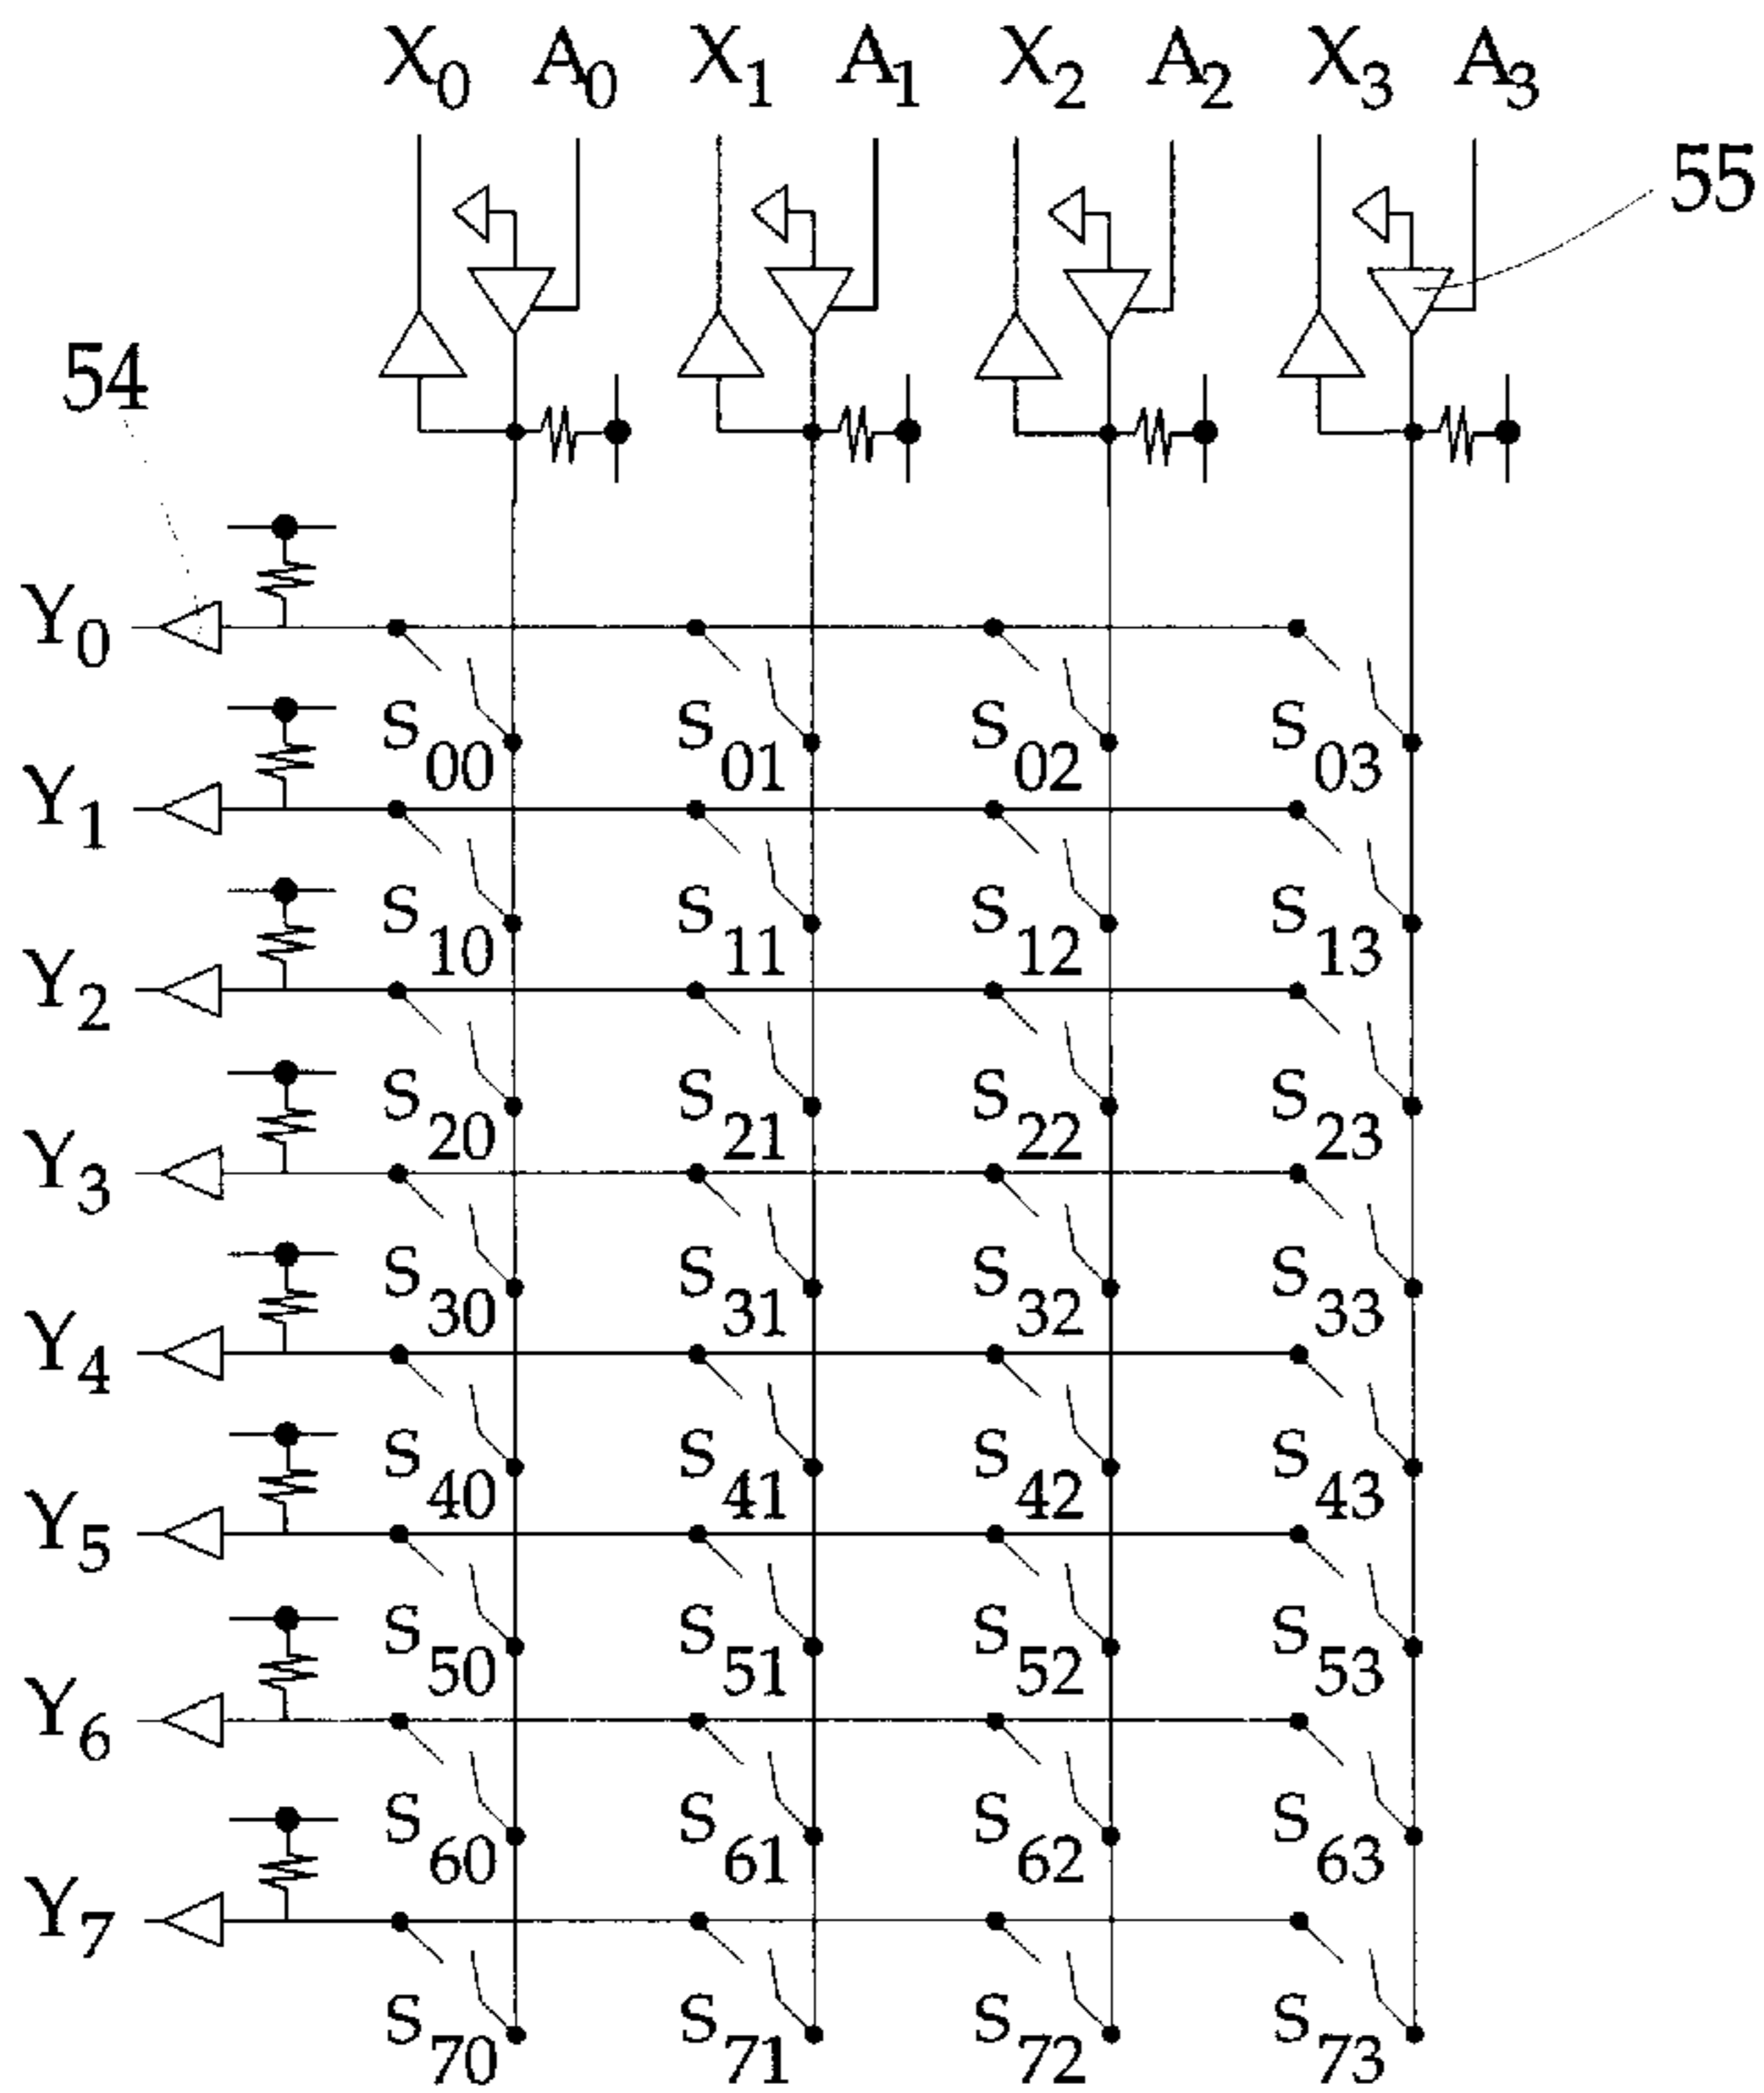 X0 A0 X1 A1 X2 A2 X3 A3
55
54
Y0
S00 S01 S02 S03
Y1
S10 S11 S12 S13
Y2
S20 S21 S22 S23
Y3
S30 S31 S32 S33
Y4
S40 S41 S42 S43
Y5
S50 S51 S52 S53
Y6
S60 S61 S62 S63
Y7
S70 S71 S72 S73